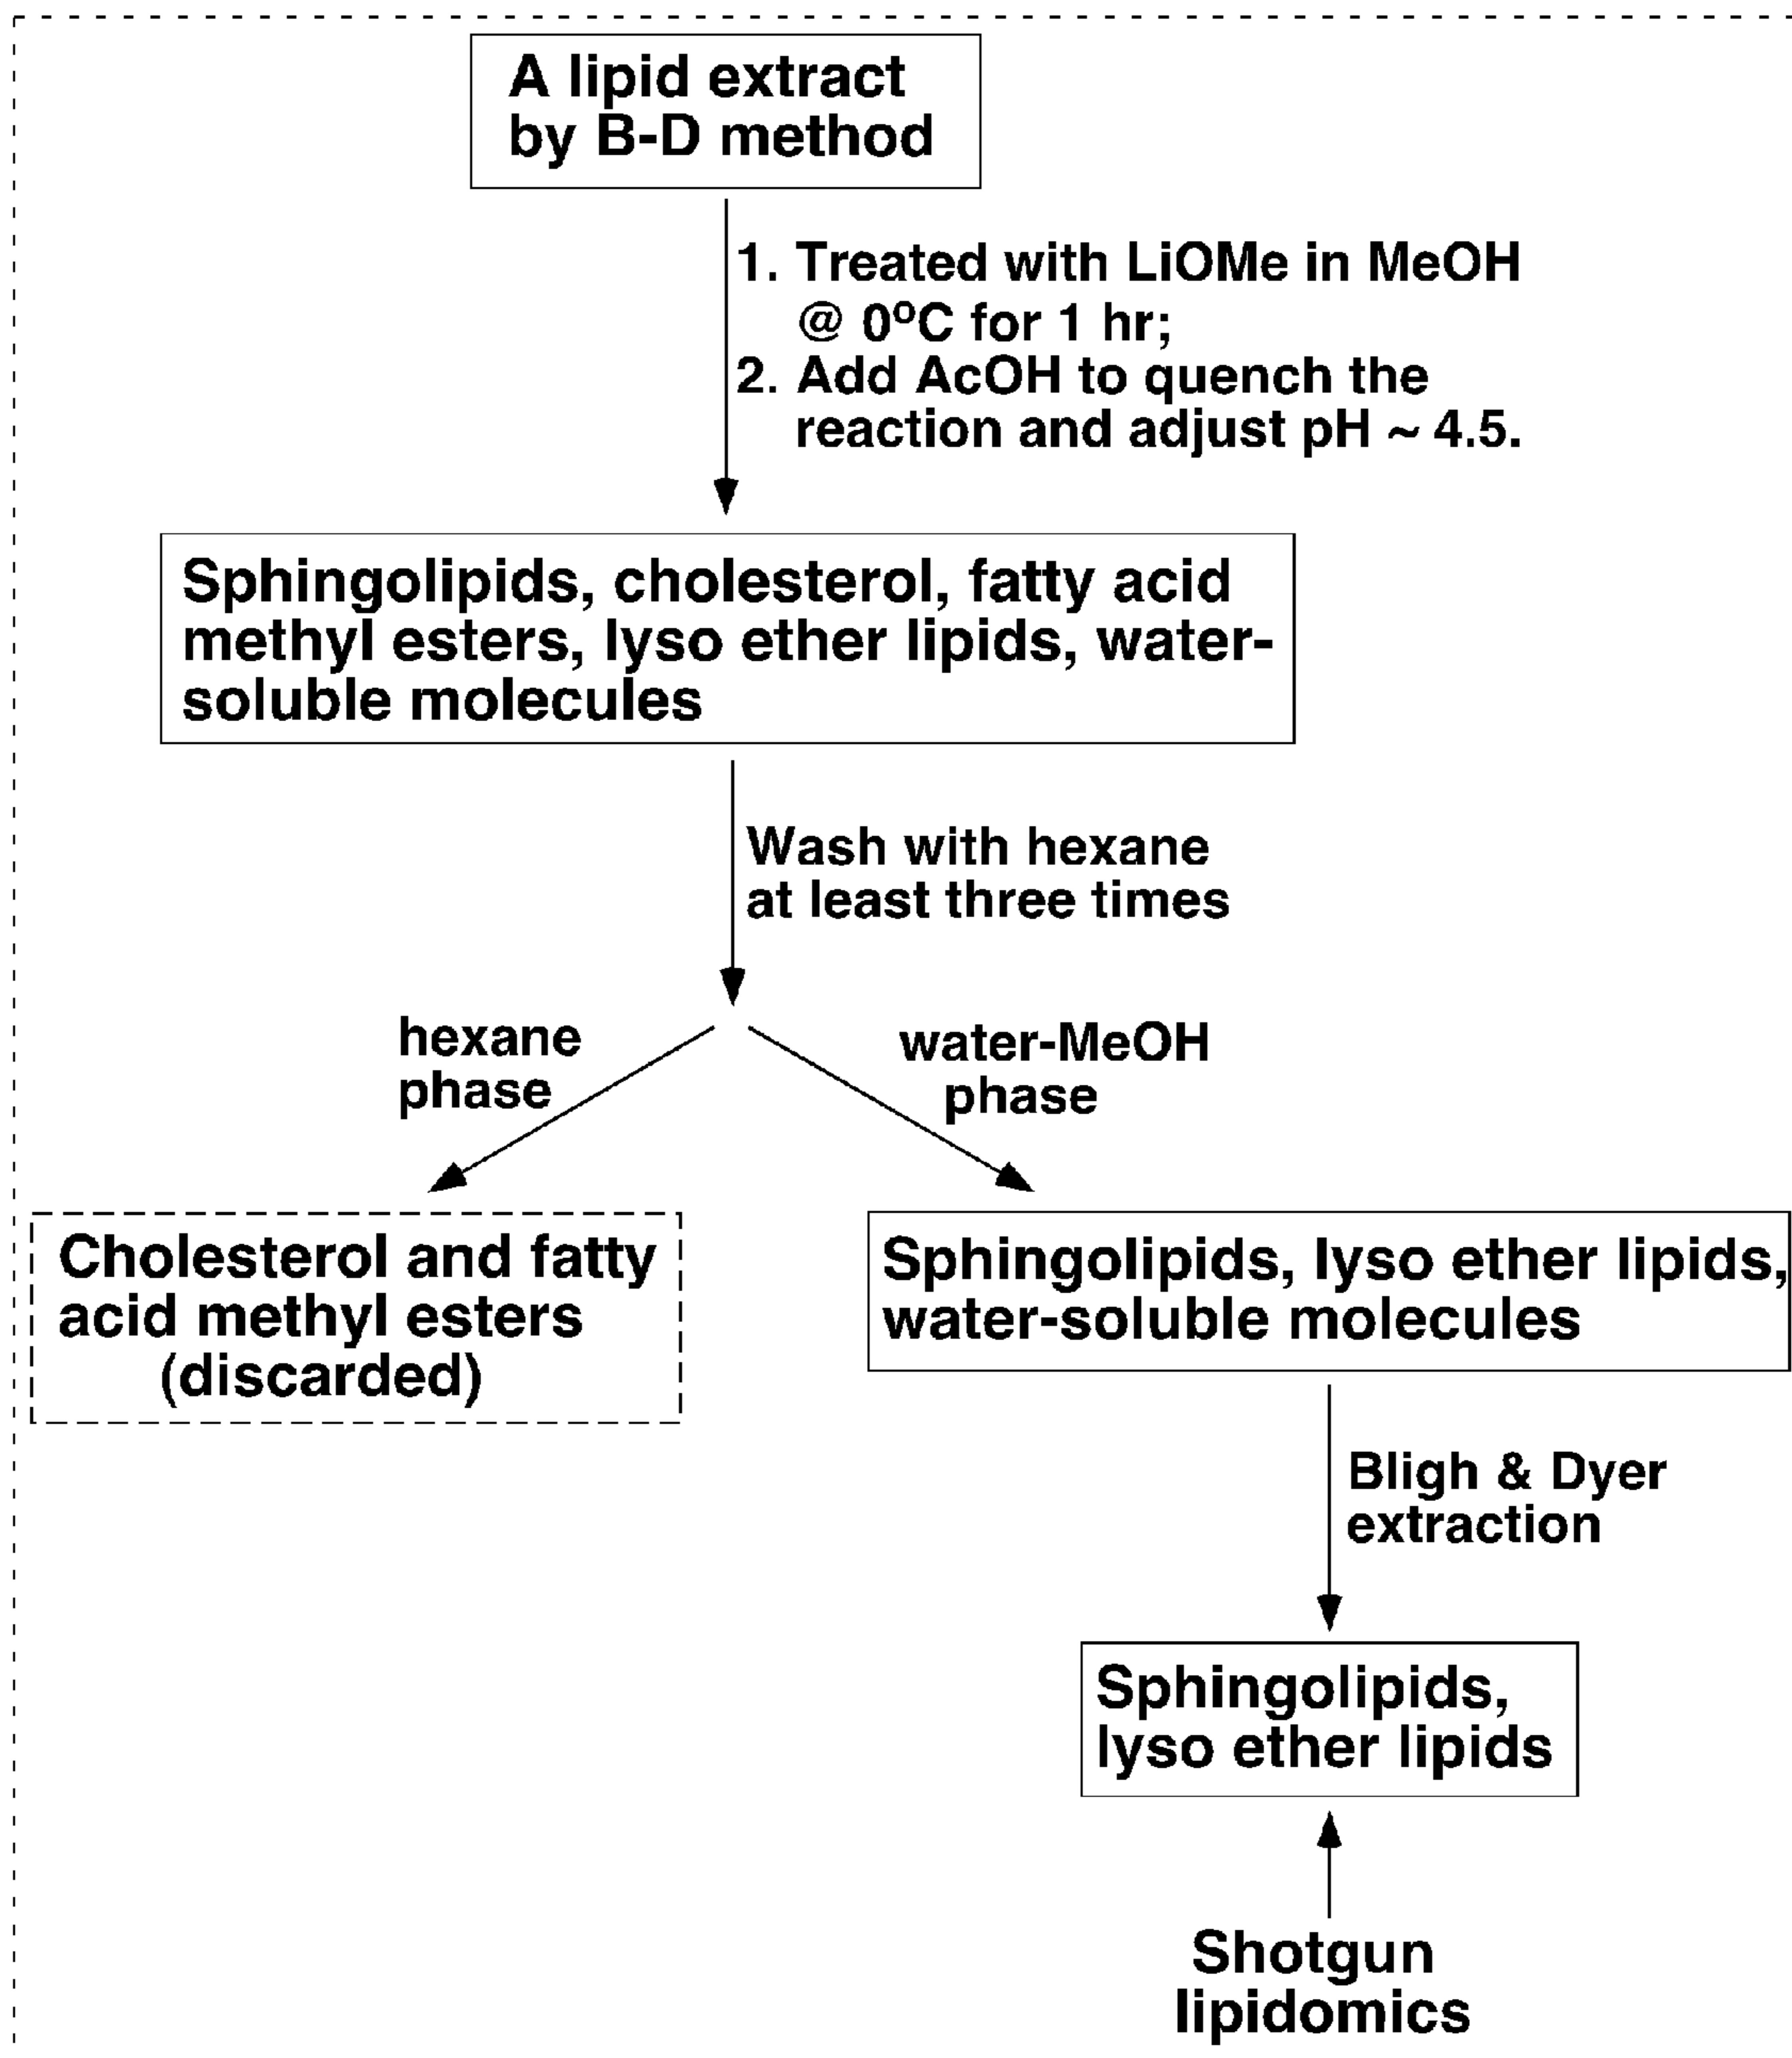 A lipid extract
by B-D method
1. Treated with LiOMe in MeOH
@ 0ºC for 1 hr;
2. Add AcOH to quench the
reaction and adjust pH ~ 4.5.
Sphingolipids, cholesterol, fatty acid
methyl esters, lyso ether lipids, water-
soluble molecules
Wash with hexane
at least three times
hexane
phase
water-MeOH
phase
Cholesterol and fatty
acid methyl esters
(discarded)
Sphingolipids, lyso ether lipids,
water-soluble molecules
Bligh & Dyer
extraction
Sphingolipids,
lyso ether lipids
Shotgun
lipidomics